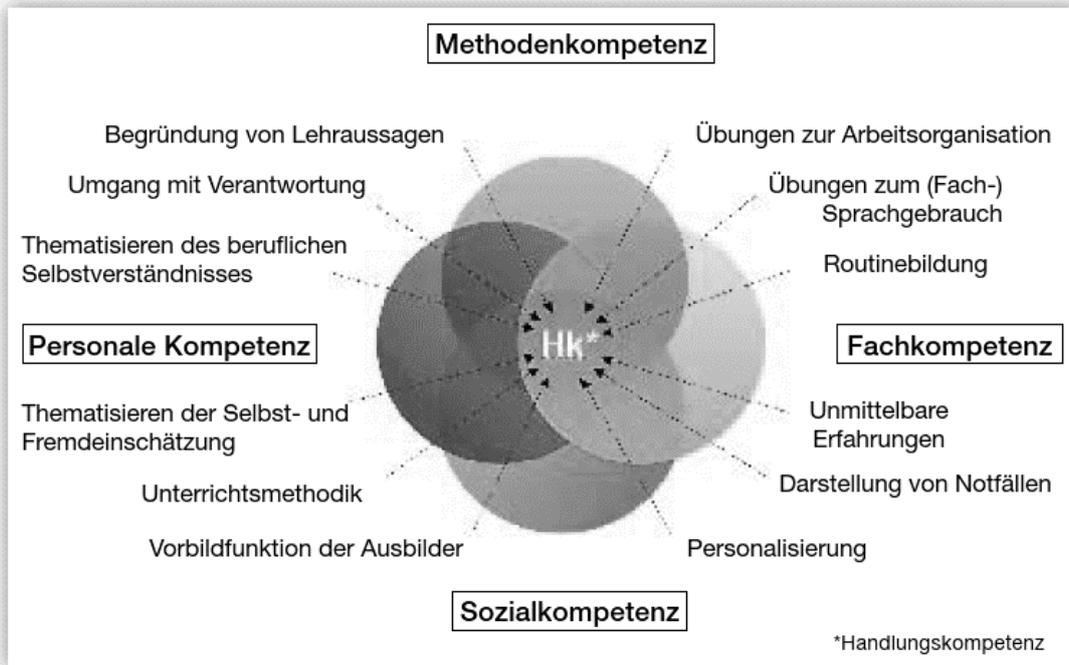 Methodenkompetenz
Begründung von Lehraussagen
Übungen zur Arbeitsorganisation
Umgang mit Verantwortung
Übungen zum (Fach-)
Sprachgebrauch
Thematisieren des beruflichen
Selbstverständnisses
Routinebildung
Personale Kompetenz
Hk*
Fachkompetenz
Thematisieren der Selbst- und
Fremdeinschätzung
Unmittelbare
Erfahrungen
Unterrichtsmethodik
Darstellung von Notfällen
Vorbildfunktion der Ausbilder
Personalisierung
Sozialkompetenz
*Handlungskompetenz